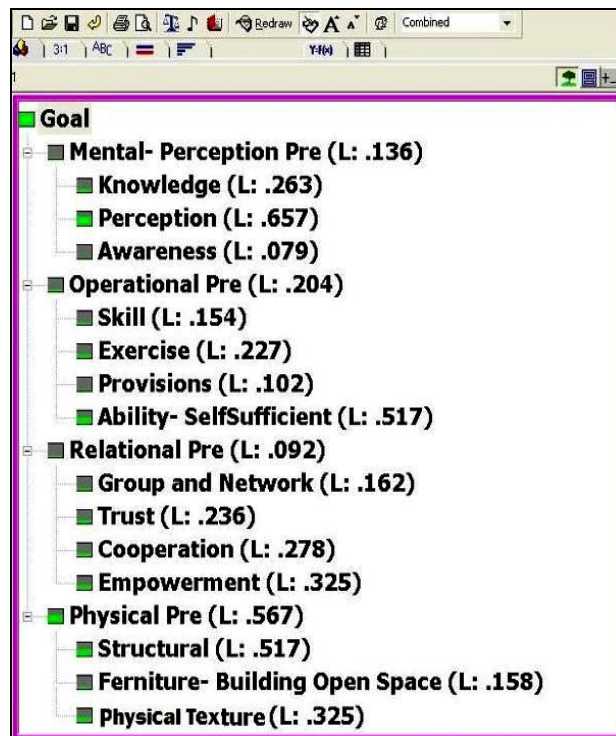 Redraw A A Combined
3:1 ABC Y-f(x)
1
Goal
Mental- Perception Pre (L: .136)
Knowledge (L: .263)
Perception (L: .657)
Awareness (L: .079)
Operational Pre (L: .204)
Skill (L: .154)
Exercise (L: .227)
Provisions (L: .102)
Ability- SelfSufficient (L: .517)
Relational Pre (L: .092)
Group and Network (L: .162)
Trust (L: .236)
Cooperation (L: .278)
Empowerment (L: .325)
Physical Pre (L: .567)
Structural (L: .517)
Ferniture- Building Open Space (L: .158)
Physical Texture (L: .325)